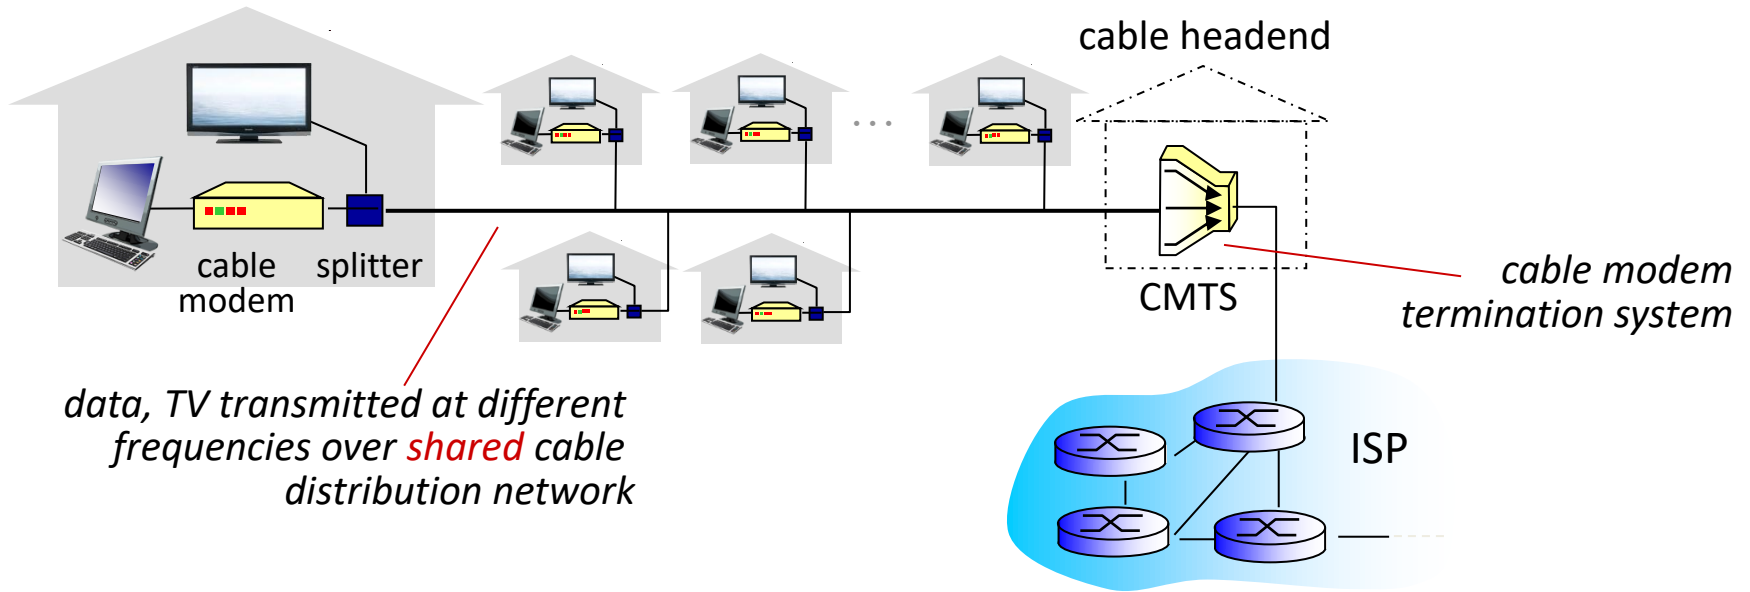 cable headend
cable
modem
splitter
CMTS
cable modem
termination system
data, TV transmitted at different
frequencies over shared cable
distribution network
ISP